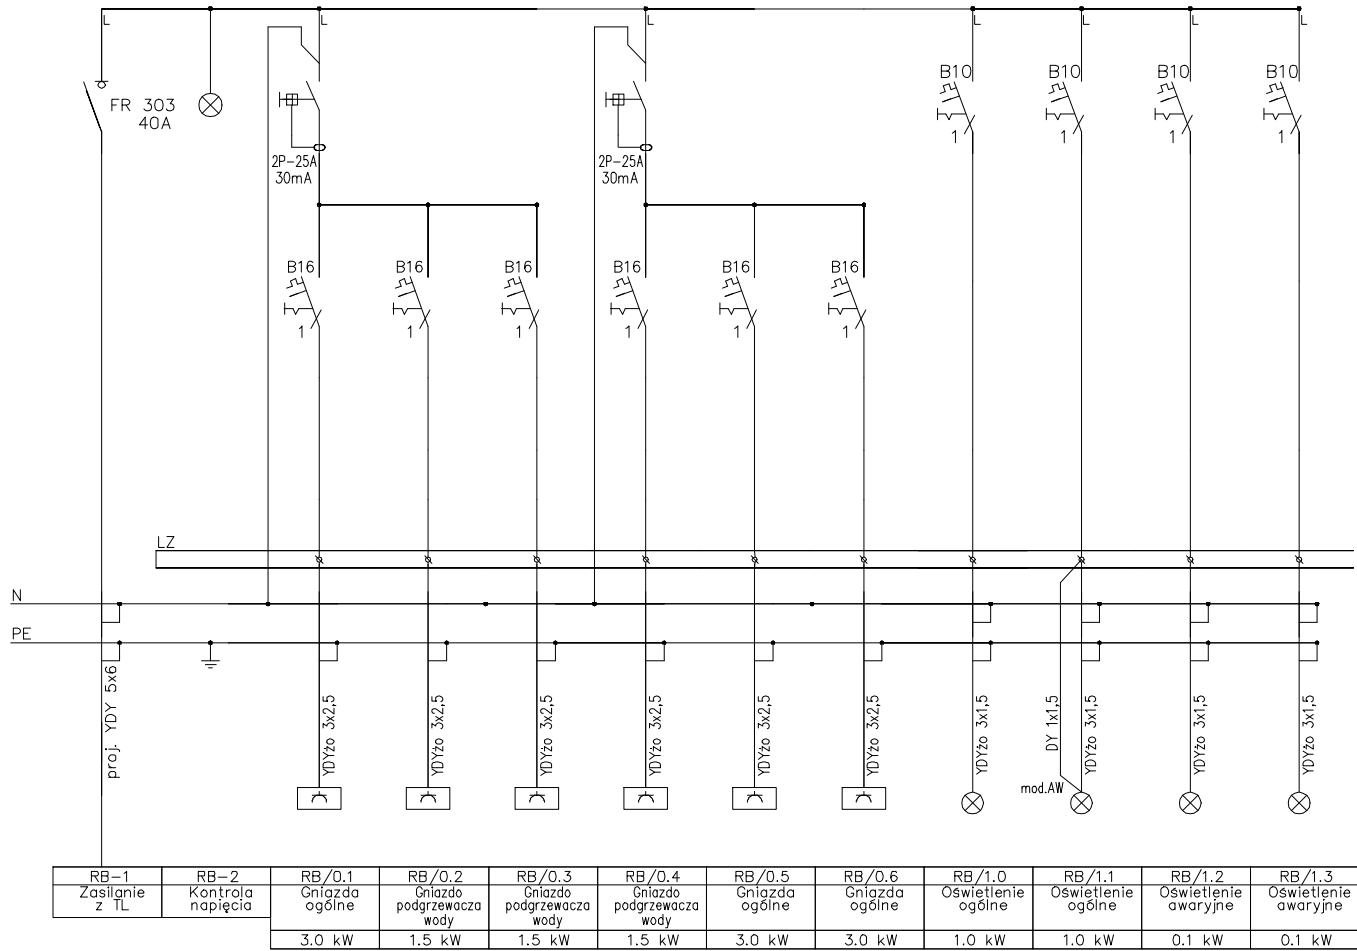 L L L L L L L
FR 303
40A
B10 B10 B10 B10
1 1 1 1
2P-25A 2P-25A
30mA 30mA
B16 B16 B16 B16 B16 B16
1 1 1 1 1 1
LZ
N
PE
proj. YDY 5x6
YDYżo 3x2,5
YDYżo 3x2,5
YDYżo 3x2,5
YDYżo 3x2,5
YDYżo 3x2,5
YDYżo 3x2,5
YDYżo 3x1,5
DY 1x1,5
YDYżo 3x1,5
YDYżo 3x1,5
YDYżo 3x1,5
mod.AW
RB-1
Zasilanie
z TL
RB-2
Kontrola
napięcia
RB/0.1
Gniazda
ogólne
3.0 kW
RB/0.2
Gniazdo
podgrzewacza
wody
1.5 kW
RB/0.3
Gniazdo
podgrzewacza
wody
1.5 kW
RB/0.4
Gniazdo
podgrzewacza
wody
1.5 kW
RB/0.5
Gniazda
ogólne
3.0 kW
RB/0.6
Gniazda
ogólne
3.0 kW
RB/1.0
Oświetlenie
ogólne
1.0 kW
RB/1.1
Oświetlenie
ogólne
1.0 kW
RB/1.2
Oświetlenie
awaryjne
0.1 kW
RB/1.3
Oświetlenie
awaryjne
0.1 kW